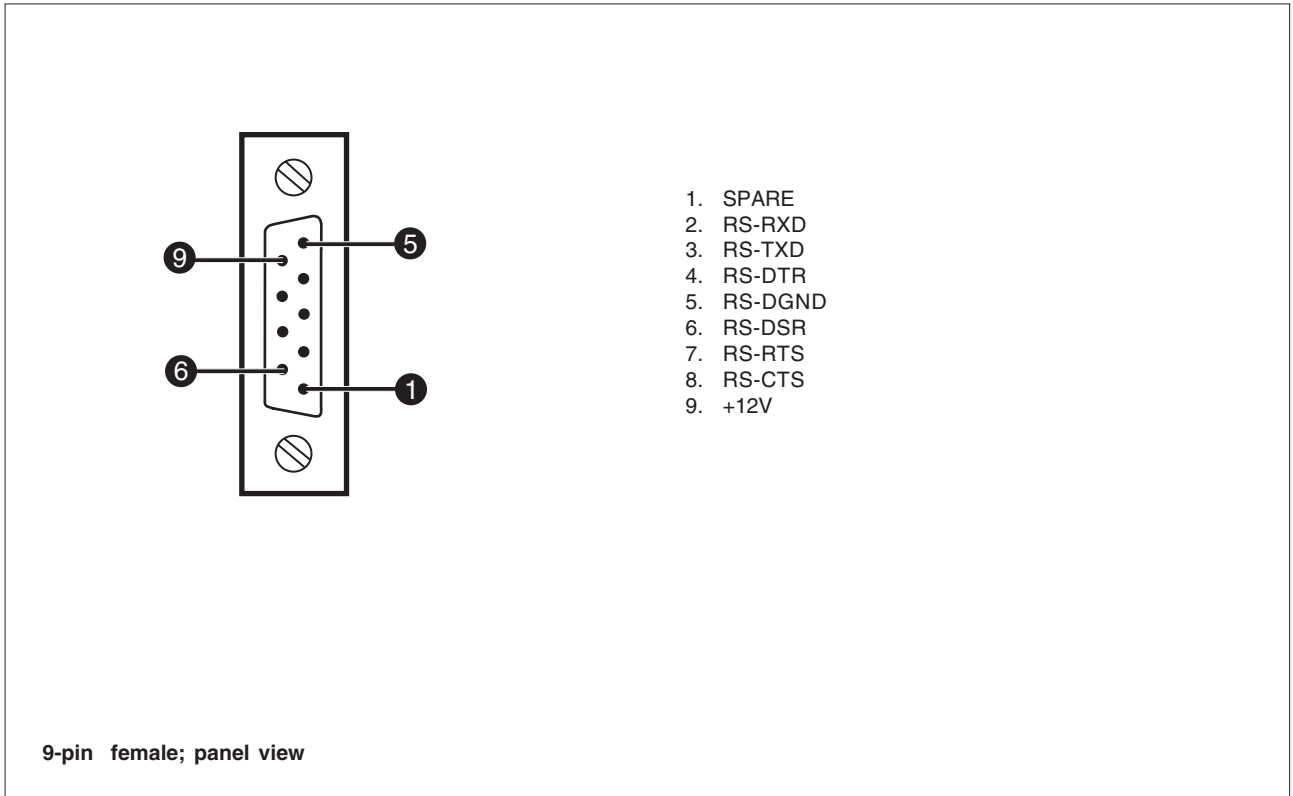 5
9
6
1
1. SPARE
2. RS-RXD
3. RS-TXD
4. RS-DTR
5. RS-DGND
6. RS-DSR
7. RS-RTS
8. RS-CTS
9. +12V
9-pin female; panel view